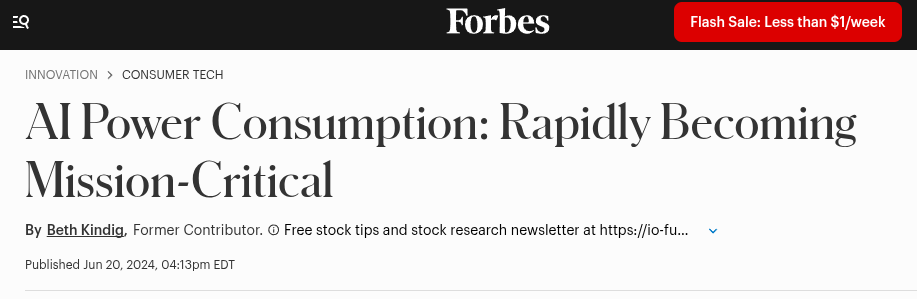 Forbes
Flash Sale: Less than $1/week
INNOVATION > CONSUMER TECH
AI Power Consumption: Rapidly Becoming
Mission-Critical
By Beth Kindig, Former Contributor. ⓘ Free stock tips and stock research newsletter at https://io-fu...
Published Jun 20, 2024, 04:13pm EDT